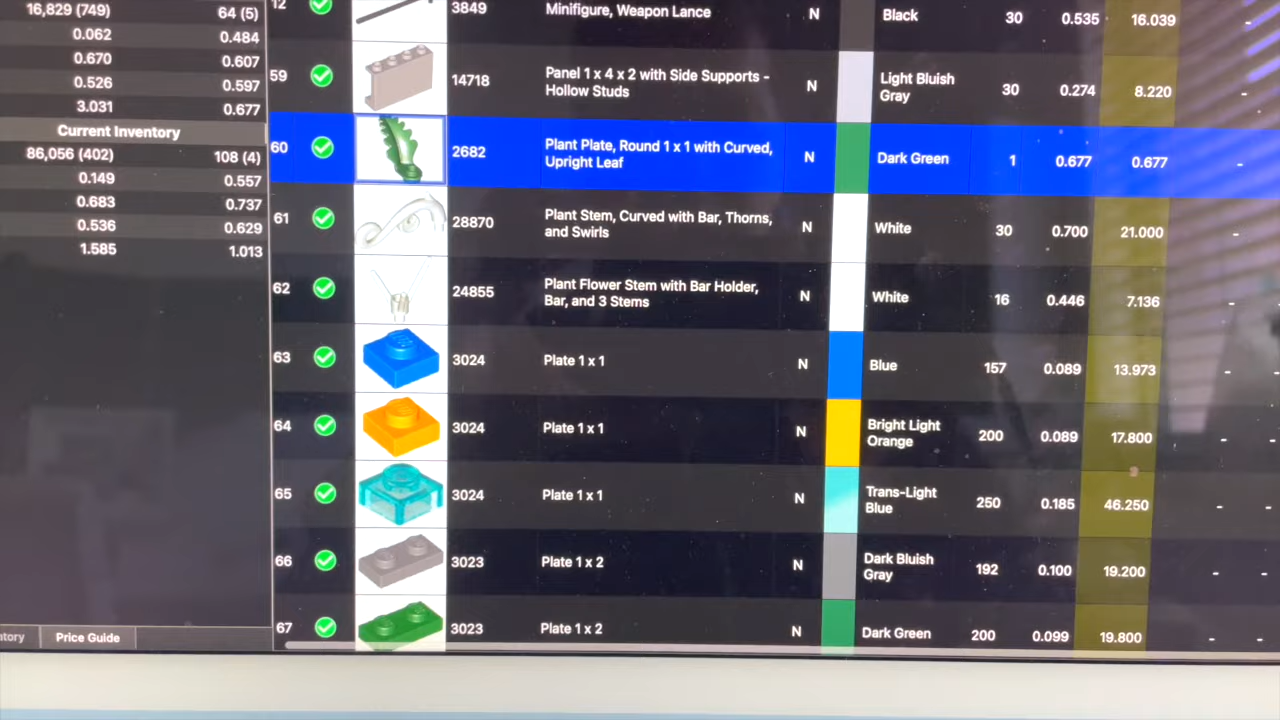 16,829 (749) 64 (5)
0.062 0.484
0.670 0.607
0.526 0.597
3.031 0.677
Current Inventory
86,056 (402) 108 (4)
0.149 0.557
0.683 0.737
0.536 0.629
1.585 1.013
Price Guide
12 3849 Minifigure, Weapon Lance N Black 30 0.535 16.039 -
59 14718 Panel 1 x 4 x 2 with Side Supports - N Light Bluish 30 0.274 8.220 -
Hollow Studs Gray
60 2682 Plant Plate, Round 1 x 1 with Curved, N Dark Green 1 0.677 0.677 -
Upright Leaf
61 28870 Plant Stem, Curved with Bar, Thorns, N White 30 0.700 21.000 -
and Swirls
62 24855 Plant Flower Stem with Bar Holder, N White 16 0.446 7.136 -
Bar, and 3 Stems
63 3024 Plate 1 x 1 N Blue 157 0.089 13.973 - -
64 3024 Plate 1 x 1 N Bright Light 200 0.089 17.800 - -
Orange
65 3024 Plate 1 x 1 N Trans-Light 250 0.185 46.250 - -
Blue
66 3023 Plate 1 x 2 N Dark Bluish 192 0.100 19.200 - -
Gray
67 3023 Plate 1 x 2 N Dark Green 200 0.099 19.800 - -